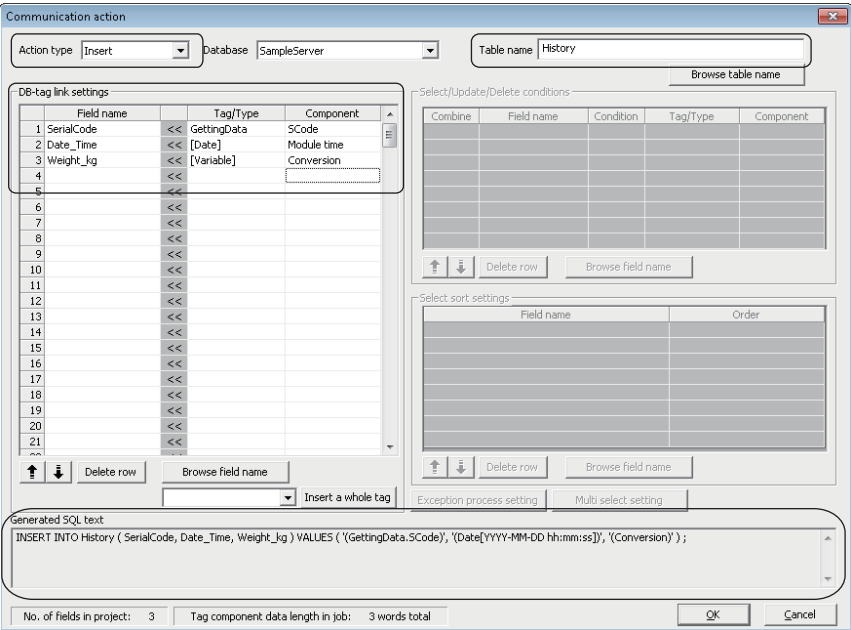 Communication action
Action type Insert Database SampleServer Table name History
Browse table name
DB-tag link settings
Field name Tag/Type Component
1 SerialCode << GettingData SCode
2 Date_Time << [Date] Module time
3 Weight_kg << [Variable] Conversion
4 <<
5 <<
6 <<
7 <<
8 <<
9 <<
10 <<
11 <<
12 <<
13 <<
14 <<
15 <<
16 <<
17 <<
18 <<
19 <<
20 <<
21 <<
Delete row Browse field name
Insert a whole tag
Select/Update/Delete conditions
Combine Field name Condition Tag/Type Component
Delete row Browse field name
Select sort settings
Field name Order
Delete row Browse field name
Exception process setting Multi select setting
Generated SQL text
INSERT INTO History ( SerialCode, Date_Time, Weight_kg ) VALUES ( '(GettingData.SCode)', '(Date[YYYY-MM-DD hh:mm:ss])', '(Conversion)' ) ;
No. of fields in project: 3 Tag component data length in job: 3 words total
OK Cancel